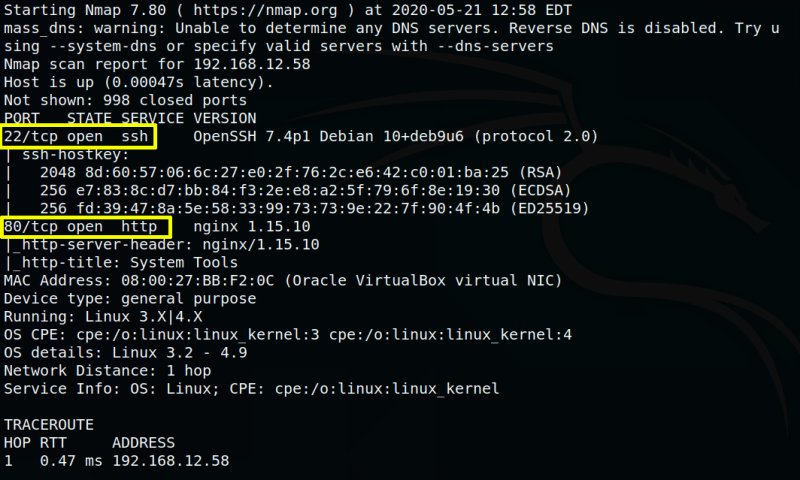 Starting Nmap 7.80 ( https://nmap.org ) at 2020-05-21 12:58 EDT
mass_dns: warning: Unable to determine any DNS servers. Reverse DNS is disabled. Try u
sing --system-dns or specify valid servers with --dns-servers
Nmap scan report for 192.168.12.58
Host is up (0.00047s latency).
Not shown: 998 closed ports
PORT   STATE SERVICE VERSION
22/tcp open  ssh     OpenSSH 7.4p1 Debian 10+deb9u6 (protocol 2.0)
| ssh-hostkey:
|   2048 8d:60:57:06:6c:27:e0:2f:76:2c:e6:42:c0:01:ba:25 (RSA)
|   256 e7:83:8c:d7:bb:84:f3:2e:e8:a2:5f:79:6f:8e:19:30 (ECDSA)
|   256 fd:39:47:8a:5e:58:33:99:73:73:9e:22:7f:90:4f:4b (ED25519)
80/tcp open  http    nginx 1.15.10
|_http-server-header: nginx/1.15.10
|_http-title: System Tools
MAC Address: 08:00:27:BB:F2:0C (Oracle VirtualBox virtual NIC)
Device type: general purpose
Running: Linux 3.X|4.X
OS CPE: cpe:/o:linux:linux_kernel:3 cpe:/o:linux:linux_kernel:4
OS details: Linux 3.2 - 4.9
Network Distance: 1 hop
Service Info: OS: Linux; CPE: cpe:/o:linux:linux_kernel

TRACEROUTE
HOP RTT     ADDRESS
1   0.47 ms 192.168.12.58